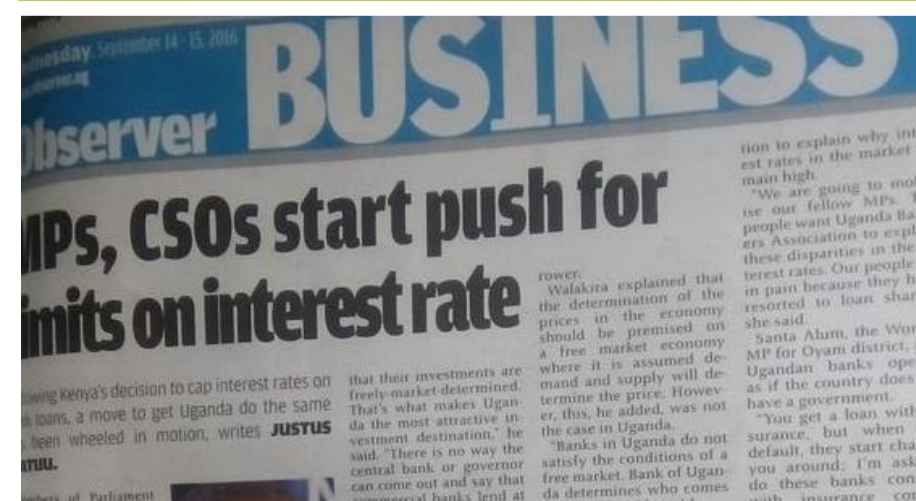 September 14 - 15, 2016
BUSINESS
Observer
MPs, CSOs start push for
limits on interest rate
Kenya's decision to cap interest rates on
loans, a move to get Uganda do the same
been wheeled in motion, writes JUSTUS
of Parliament
that their investments are
freely-market-determined.
That's what makes Ugan-
da the most attractive in-
vestment destination," he
said. "There is no way the
central bank or governor
can come out and say that
commercial banks lend at
rower.
Walakira explained that
the determination of the
prices in the economy
should be premised on
a free market economy
where it is assumed de-
mand and supply will de-
termine the price. Howev-
er, this, he added, was not
the case in Uganda.
"Banks in Uganda do not
satisfy the conditions of a
free market. Bank of Ugan-
da determines who comes
tion to explain why int
est rates in the market
main high.
"We are going to mo
ise our fellow MPs.
people want Uganda Ba
ers Association to expl
these disparities in the
terest rates. Our people
in pain because they h
resorted to loan shar
she said.
Santa Alum, the Wo
MP for Oyam district,
Ugandan banks ope
as if the country does
have a government.
"You get a loan with
surance, but when
default, they start cha
you around; I'm ask
do these banks con
with insurance